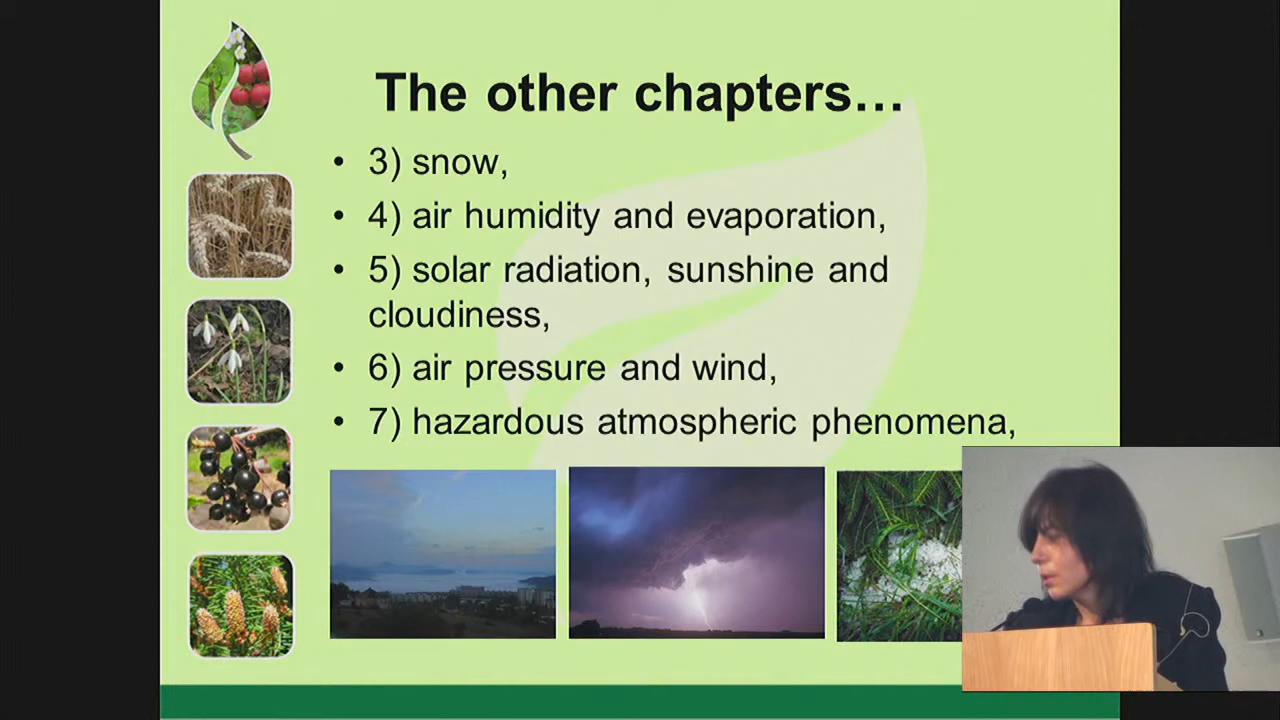 The other chapters…
• 3) snow,
• 4) air humidity and evaporation,
• 5) solar radiation, sunshine and
cloudiness,
• 6) air pressure and wind,
• 7) hazardous atmospheric phenomena,